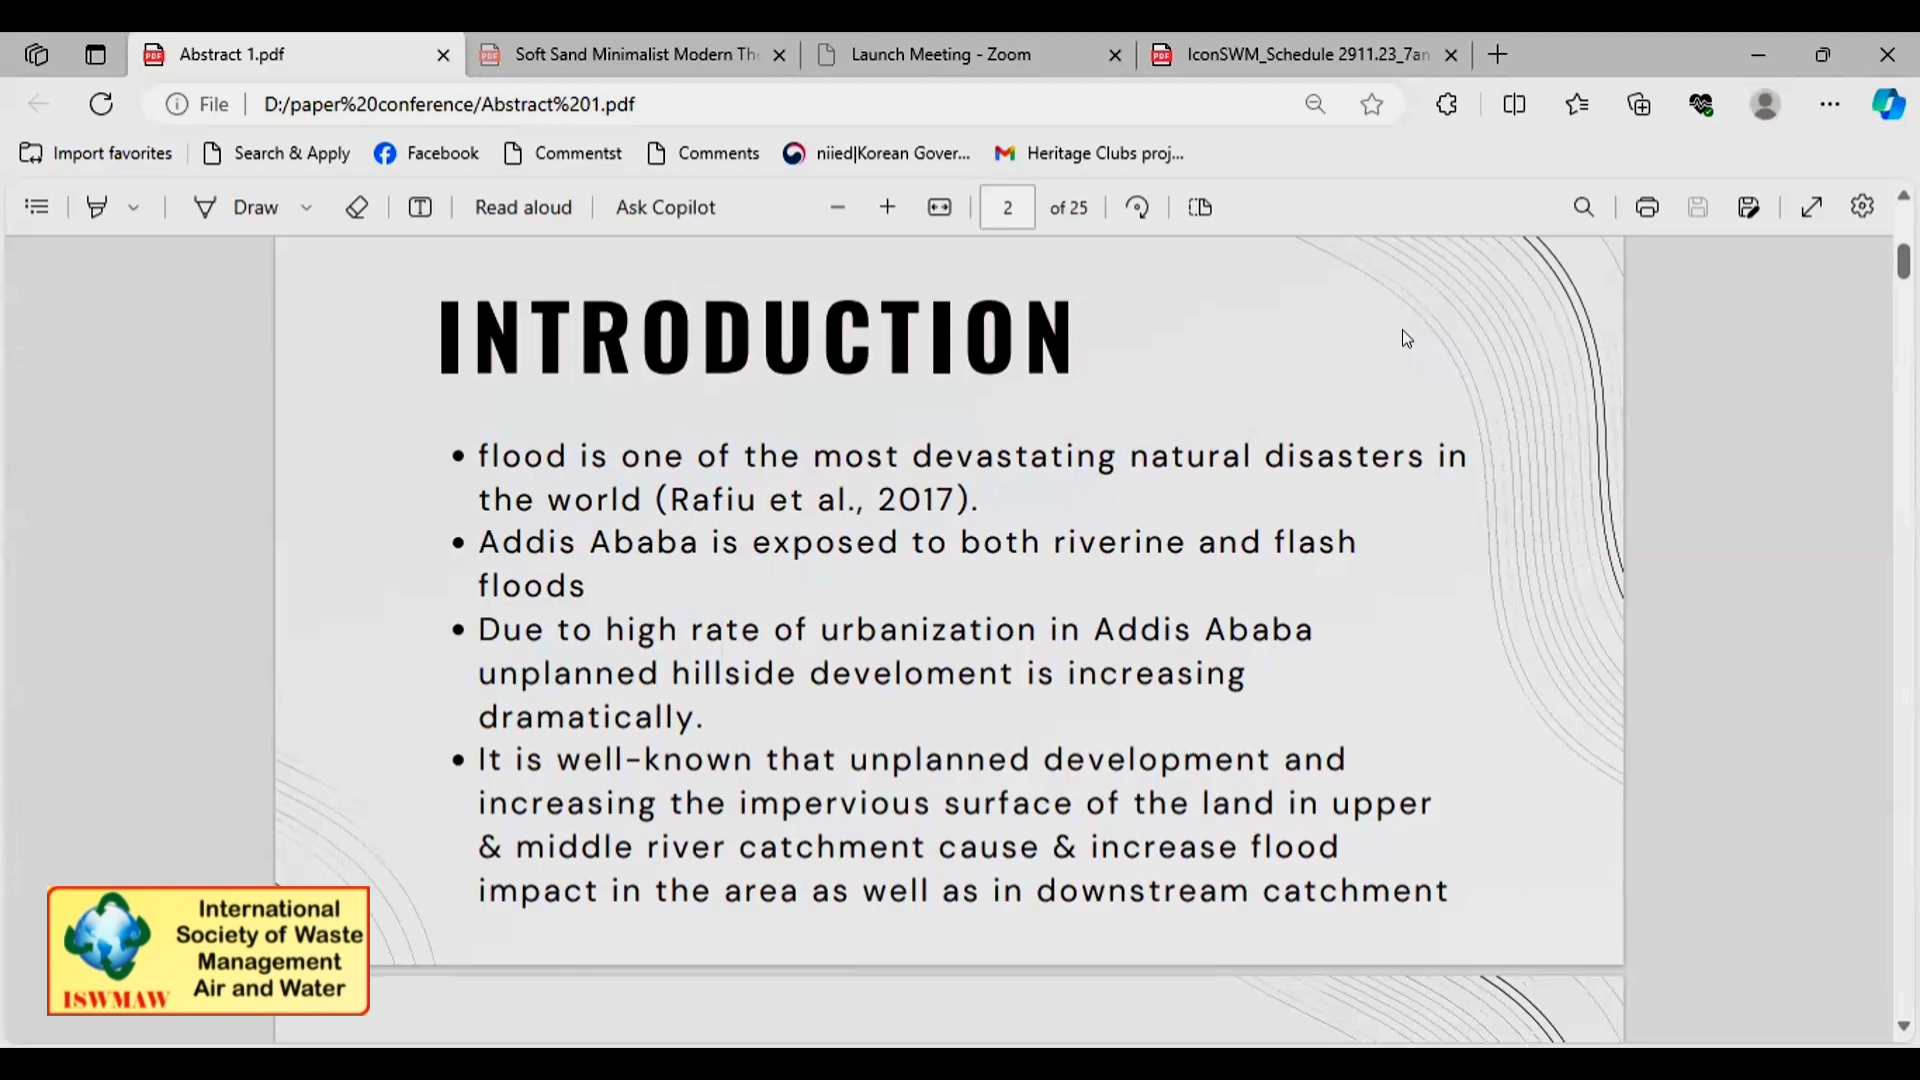 Abstract 1.pdf
Soft Sand Minimalist Modern The
Launch Meeting - Zoom
IconSWM_Schedule 2911.23_7am
File
D:/paper%20conference/Abstract%201.pdf
Import favorites
Search & Apply
Facebook
Commentst
Comments
niied|Korean Gover...
Heritage Clubs proj...
Draw
Read aloud
Ask Copilot
2 of 25
INTRODUCTION
• flood is one of the most devastating natural disasters in
the world (Rafiu et al., 2017).
• Addis Ababa is exposed to both riverine and flash
floods
• Due to high rate of urbanization in Addis Ababa
unplanned hillside develoment is increasing
dramatically.
• It is well-known that unplanned development and
increasing the impervious surface of the land in upper
& middle river catchment cause & increase flood
impact in the area as well as in downstream catchment
International
Society of Waste
Management
Air and Water
ISWMAW